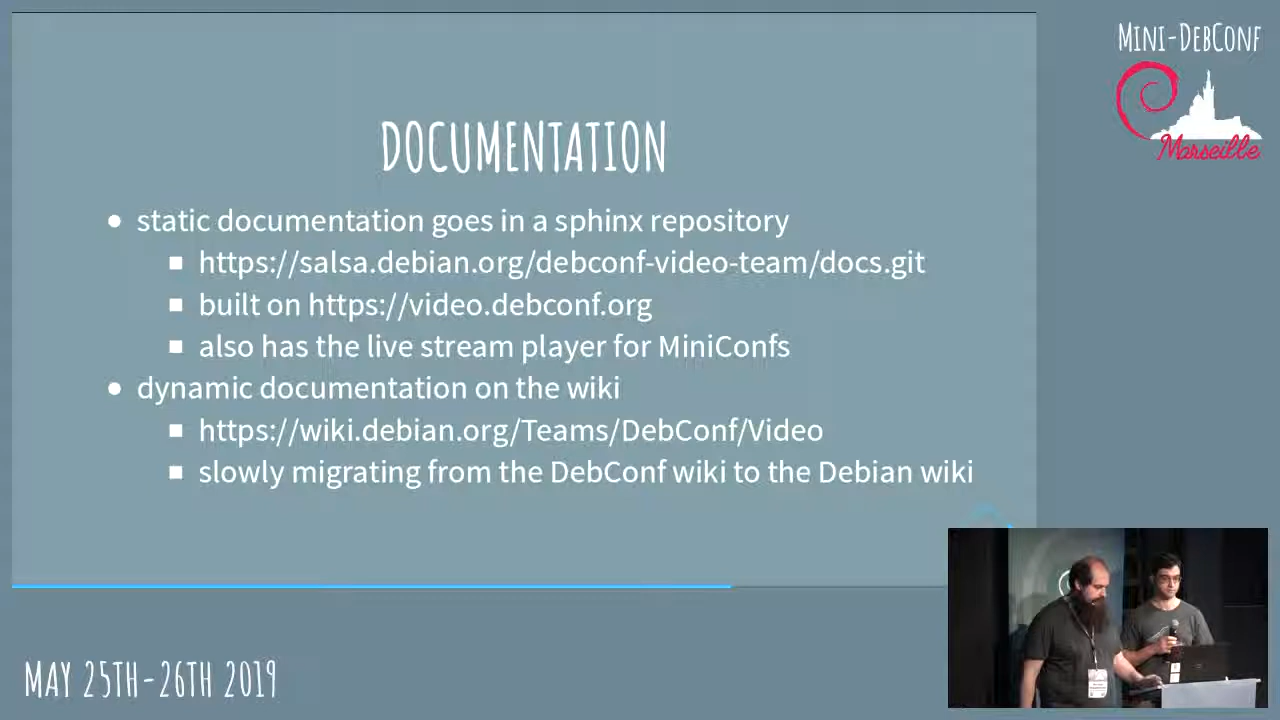 MINI-DEBCONF
Marseille
DOCUMENTATION
static documentation goes in a sphinx repository
https://salsa.debian.org/debconf-video-team/docs.git
built on https://video.debconf.org
also has the live stream player for MiniConfs
dynamic documentation on the wiki
https://wiki.debian.org/Teams/DebConf/Video
slowly migrating from the DebConf wiki to the Debian wiki
MAY 25TH-26TH 2019